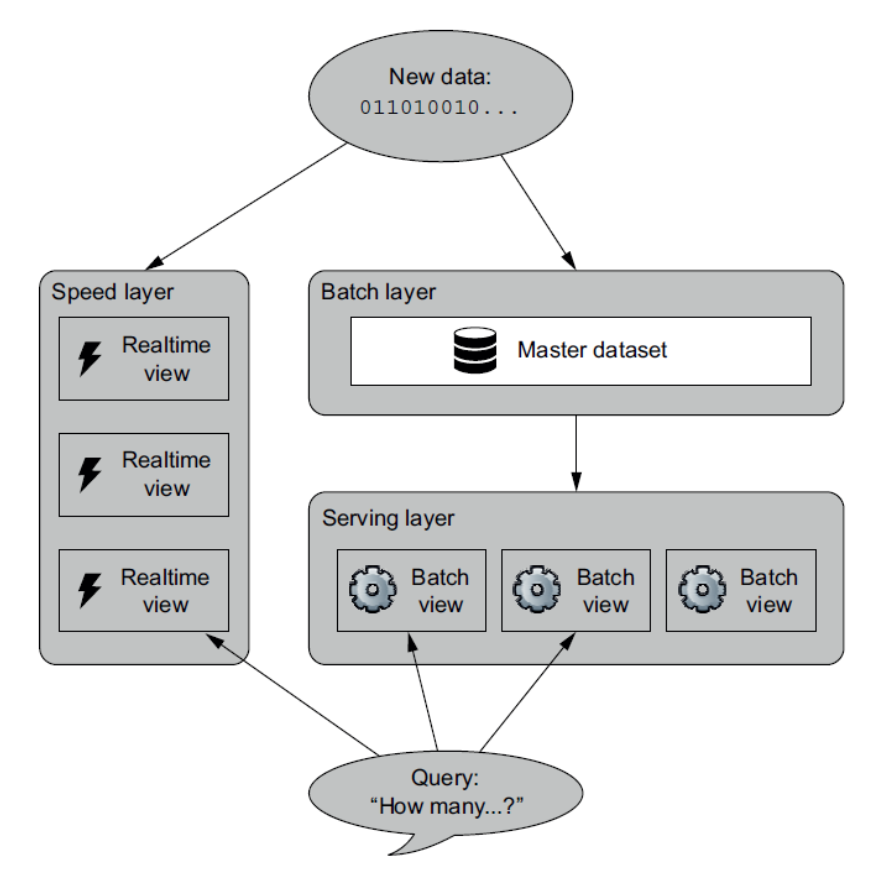 New data:
011010010...
Speed layer
Realtime
view
Realtime
view
Realtime
view
Batch layer
Master dataset
Serving layer
Batch
view
Batch
view
Batch
view
Query:
“How many...?”